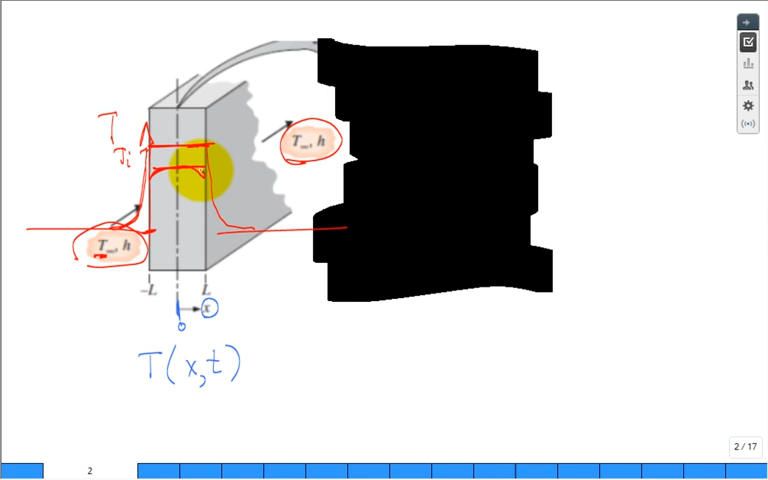 T
Ti
T∞, h
T∞, h
-L
L
x
0
T(x,t)
2
2 / 17